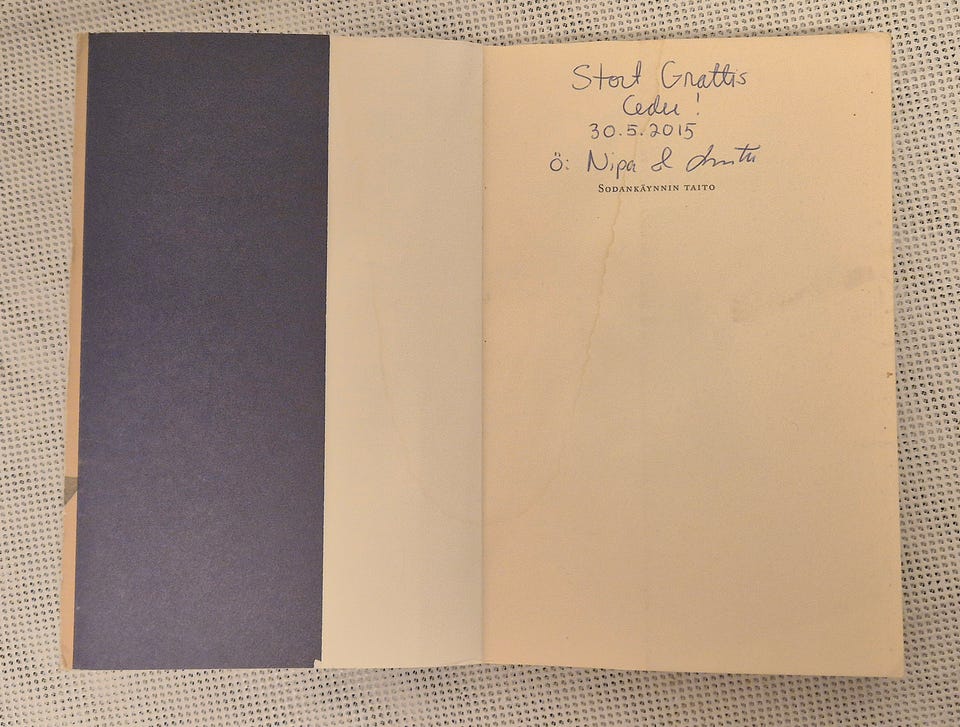 Stort Grattis
Cedu!
30.5.2015
Ö: Nipa &
SODANKÄYNNIN TAITO